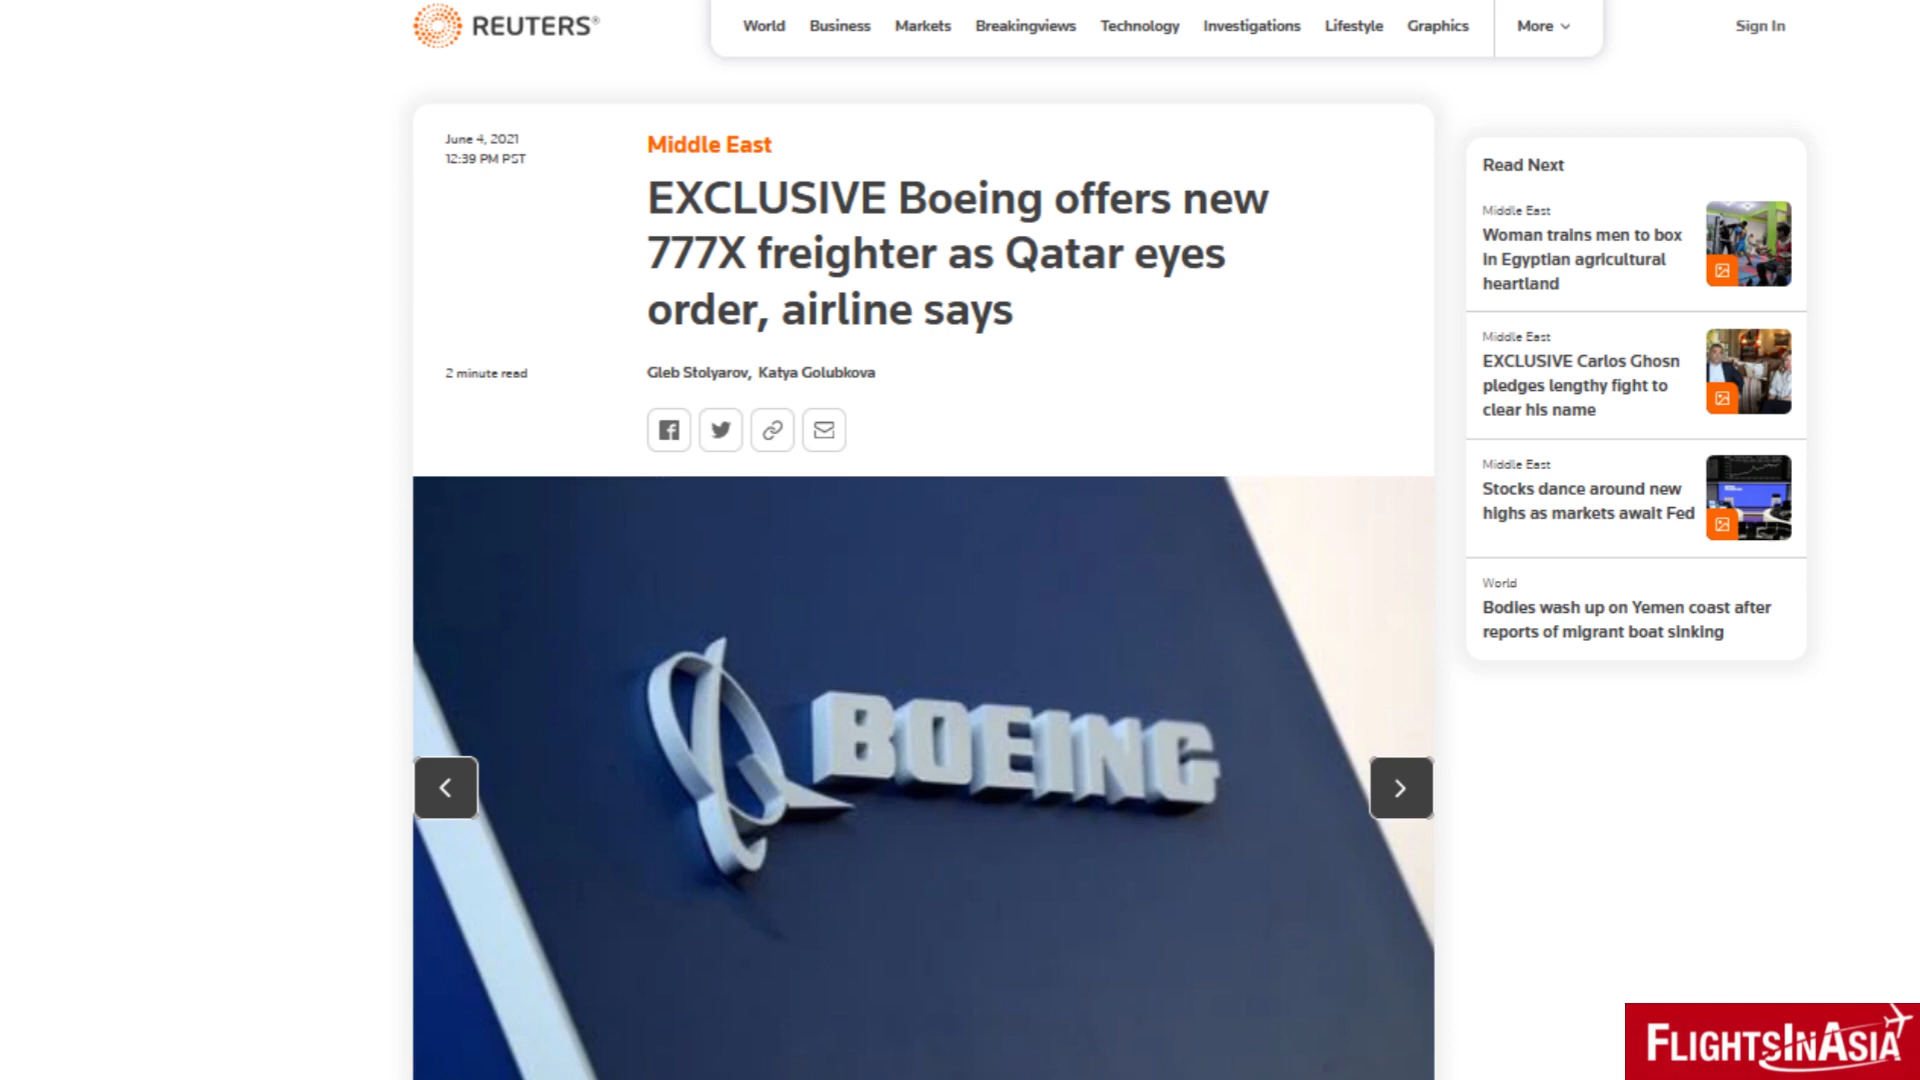 REUTERS®
World Business Markets Breakingviews Technology Investigations Lifestyle Graphics More Sign In
June 4, 2021
12:39 PM PST
Middle East
EXCLUSIVE Boeing offers new
777X freighter as Qatar eyes
order, airline says
2 minute read
Gleb Stolyarov, Katya Golubkova
BOEING
Read Next
Middle East
Woman trains men to box
in Egyptian agricultural
heartland
Middle East
EXCLUSIVE Carlos Ghosn
pledges lengthy fight to
clear his name
Middle East
Stocks dance around new
highs as markets await Fed
World
Bodies wash up on Yemen coast after
reports of migrant boat sinking
FLIGHTSINASIA